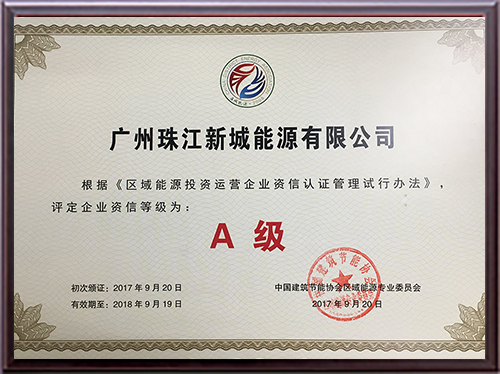 广州珠江新城能源有限公司
根据《区域能源投资运营企业资信认证管理试行办法》,
评定企业资信等级为:
A 级
初次颁证: 2017 年 9 月 20 日
有效期至: 2018 年 9 月 19 日
中国建筑节能协会区域能源专业委员会
2017 年 9 月 20 日